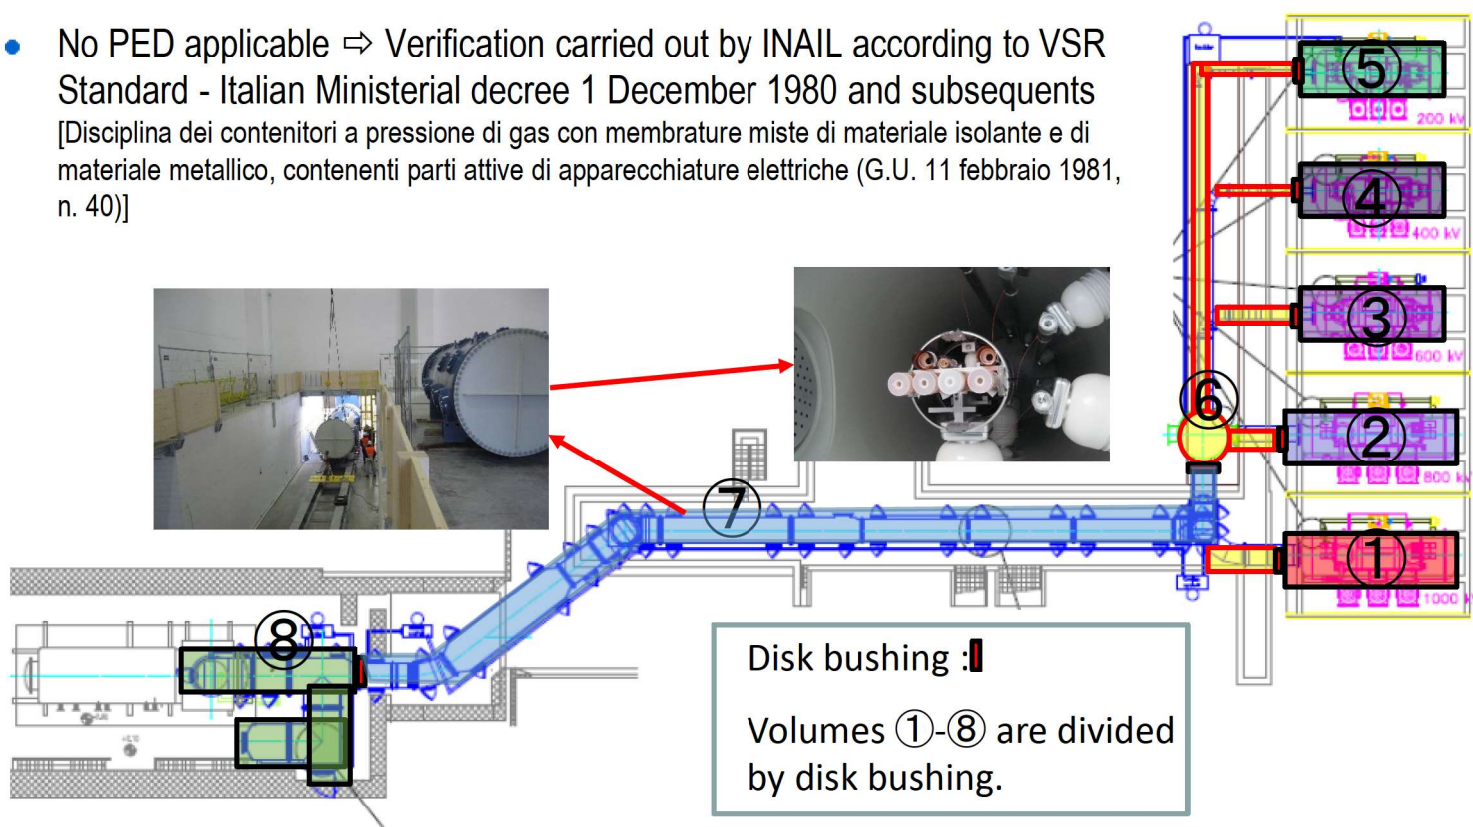 No PED applicable ⇨ Verification carried out by INAIL according to VSR
Standard - Italian Ministerial decree 1 December 1980 and subsequents
[Disciplina dei contenitori a pressione di gas con membrature miste di materiale isolante e di
materiale metallico, contenenti parti attive di apparecchiature elettriche (G.U. 11 febbraio 1981,
n. 40)]
⑤
200 kV
④
400 kV
③
600 kV
⑥
②
800 k
⑦
①
1000 k
⑧
Disk bushing :
Volumes ①-⑧ are divided
by disk bushing.